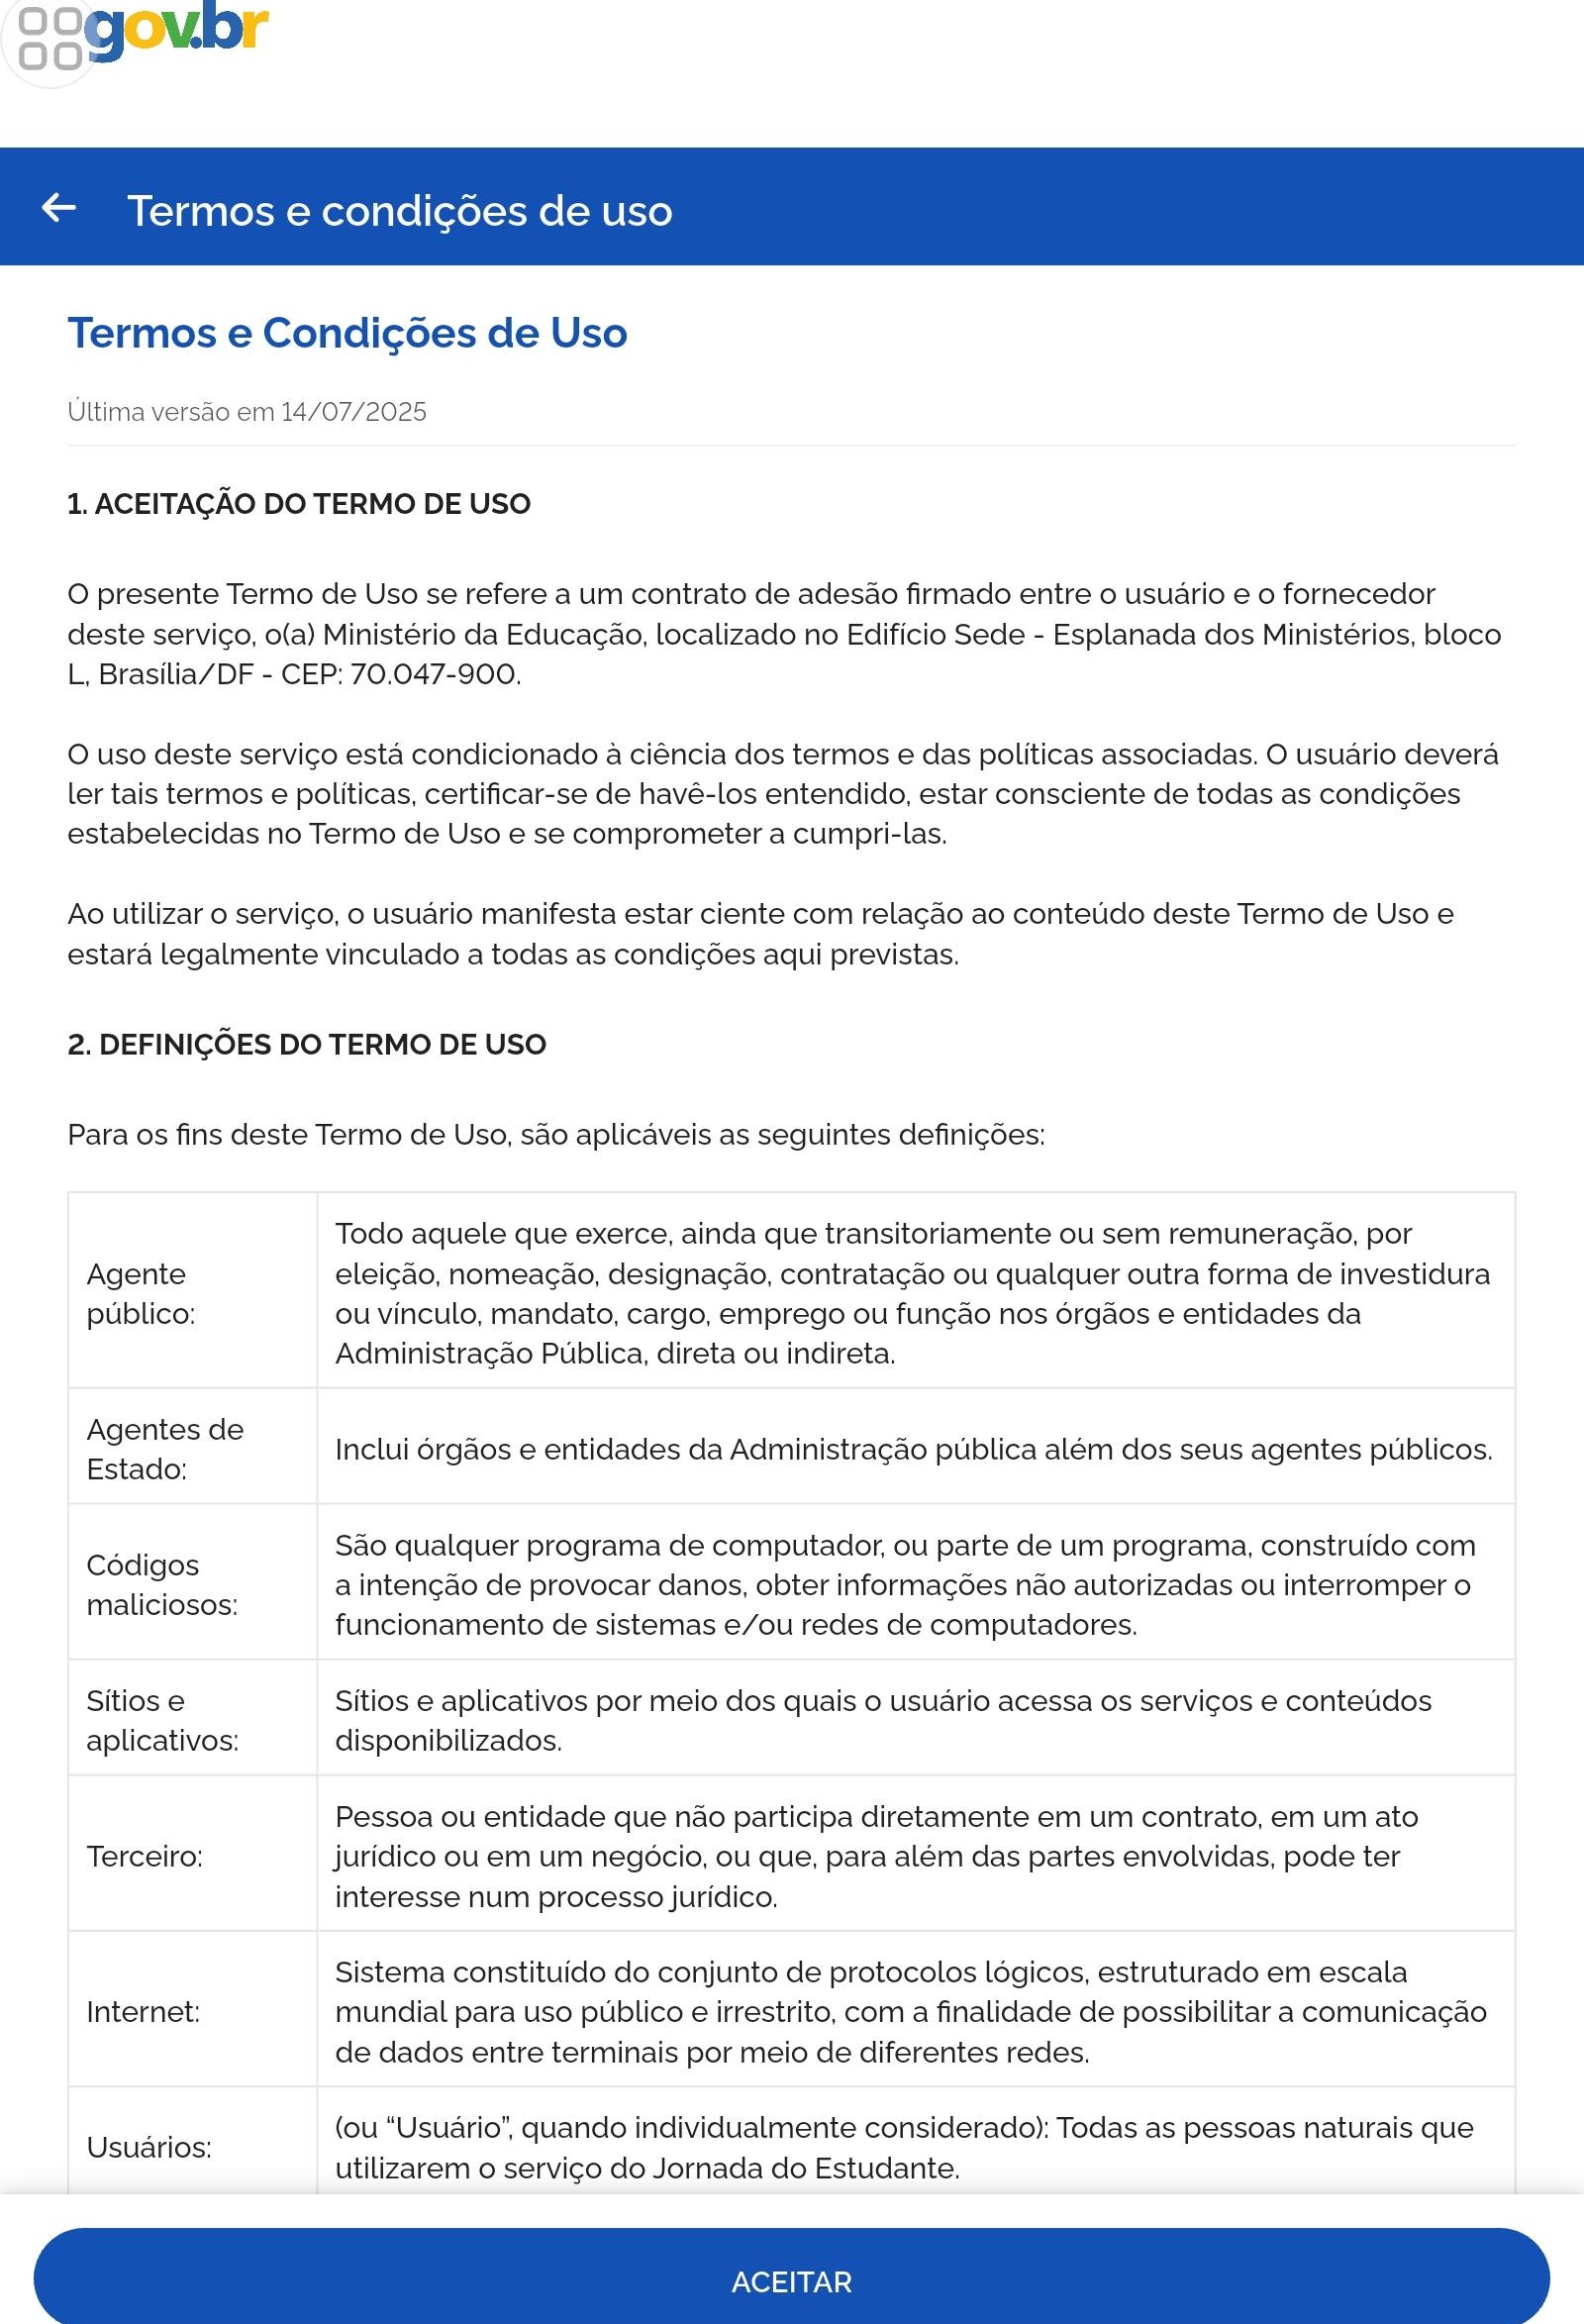 gov.br
Termos e condições de uso
Termos e Condições de Uso
Última versão em 14/07/2025
1. ACEITAÇÃO DO TERMO DE USO
O presente Termo de Uso se refere a um contrato de adesão firmado entre o usuário e o fornecedor
deste serviço, o(a) Ministério da Educação, localizado no Edifício Sede - Esplanada dos Ministérios, bloco
L, Brasília/DF - CEP: 70.047-900.
O uso deste serviço está condicionado à ciência dos termos e das políticas associadas. O usuário deverá
ler tais termos e políticas, certificar-se de havê-los entendido, estar consciente de todas as condições
estabelecidas no Termo de Uso e se comprometer a cumpri-las.
Ao utilizar o serviço, o usuário manifesta estar ciente com relação ao conteúdo deste Termo de Uso e
estará legalmente vinculado a todas as condições aqui previstas.
2. DEFINIÇÕES DO TERMO DE USO
Para os fins deste Termo de Uso, são aplicáveis as seguintes definições:
Agente
público:
Todo aquele que exerce, ainda que transitoriamente ou sem remuneração, por
eleição, nomeação, designação, contratação ou qualquer outra forma de investidura
ou vínculo, mandato, cargo, emprego ou função nos órgãos e entidades da
Administração Pública, direta ou indireta.
Agentes de
Estado:
Inclui órgãos e entidades da Administração pública além dos seus agentes públicos.
Códigos
maliciosos:
São qualquer programa de computador, ou parte de um programa, construído com
a intenção de provocar danos, obter informações não autorizadas ou interromper o
funcionamento de sistemas e/ou redes de computadores.
Sítios e
aplicativos:
Sítios e aplicativos por meio dos quais o usuário acessa os serviços e conteúdos
disponibilizados.
Terceiro:
Pessoa ou entidade que não participa diretamente em um contrato, em um ato
jurídico ou em um negócio, ou que, para além das partes envolvidas, pode ter
interesse num processo jurídico.
Internet:
Sistema constituído do conjunto de protocolos lógicos, estruturado em escala
mundial para uso público e irrestrito, com a finalidade de possibilitar a comunicação
de dados entre terminais por meio de diferentes redes.
Usuários:
(ou “Usuário”, quando individualmente considerado): Todas as pessoas naturais que
utilizarem o serviço do Jornada do Estudante.
ACEITAR